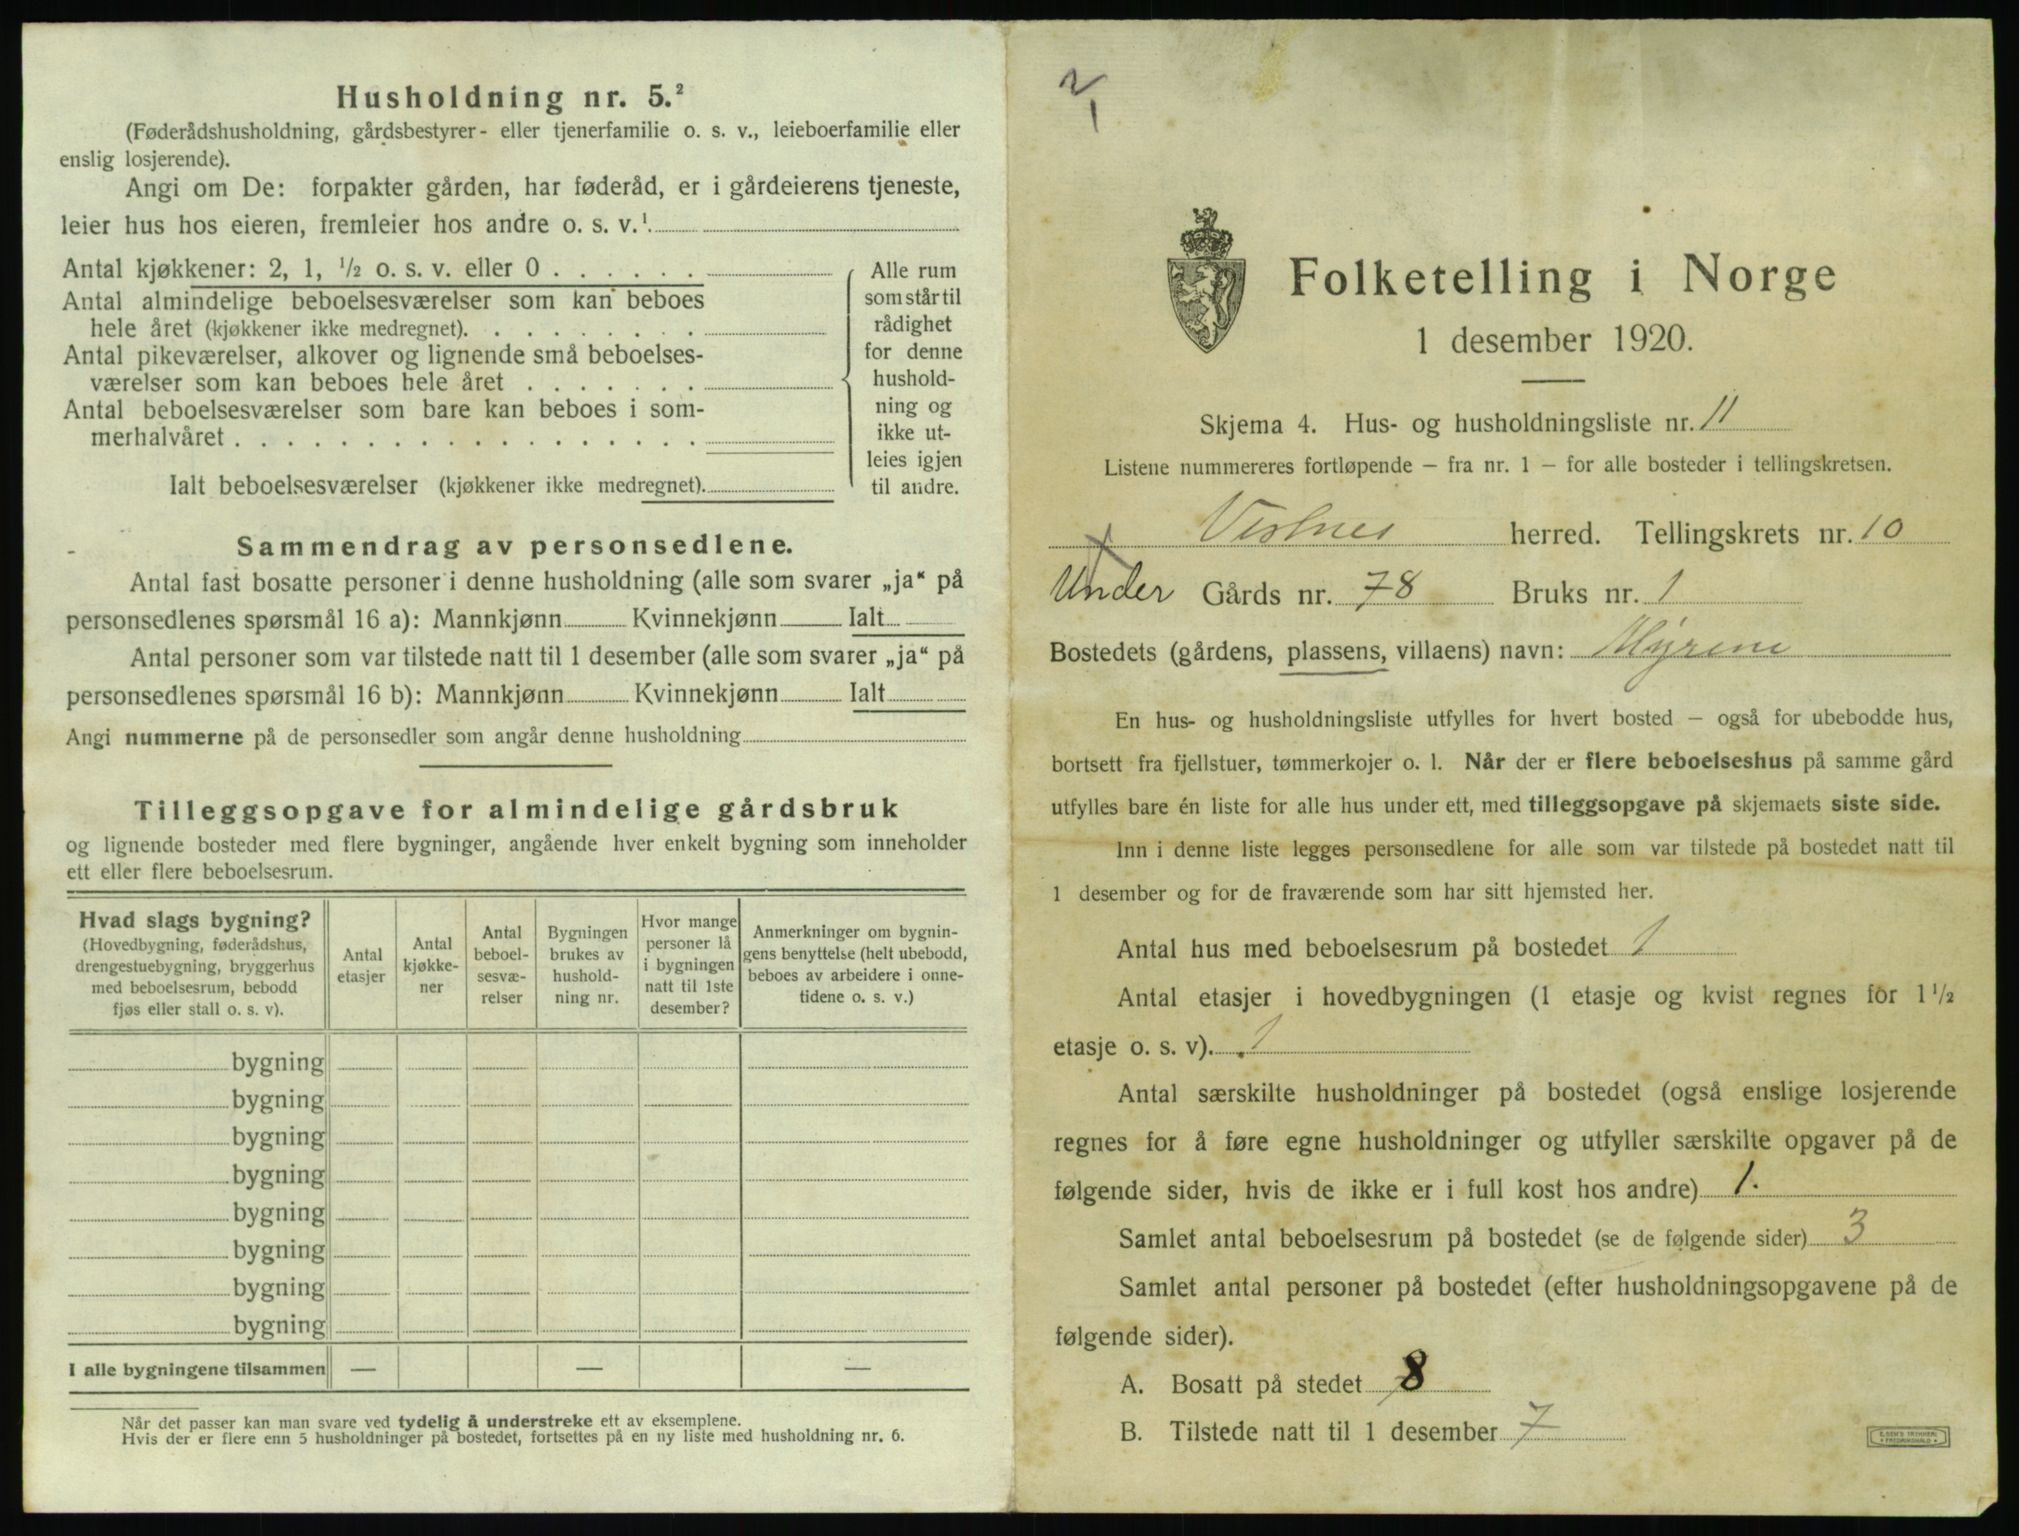 Husholdning nr. 5.²
(Føderådshusholdning, gårdsbestyrer- eller tjenerfamilie o. s. v., leieboerfamilie eller
enslig losjerende).
Angi om De: forpakter gården, har føderåd, er i gårdeierens tjeneste,
leier hus hos eieren, fremleier hos andre o. s. v.¹
Antal kjøkkener: 2, 1, ½ o. s. v. eller 0 . . . . . .
Antal almindelige beboelsesværelser som kan beboes
hele året (kjøkkener ikke medregnet). . . . . . . . .
Antal pikeværelser, alkover og lignende små beboelses-
værelser som kan beboes hele året . . . . . . .
Antal beboelsesværelser som bare kan beboes i som-
merhalvåret . . . . . . . . . . . . . . . . . .
Ialt beboelsesværelser (kjøkkener ikke medregnet).
Alle rum
som står til
rådighet
for denne
hushold-
ning og
ikke ut-
leies igjen
til andre.
Sammendrag av personsedlene.
Antal fast bosatte personer i denne husholdning (alle som svarer „ja“ på
personsedlenes spørsmål 16 a): Mannkjønn Kvinnekjønn Ialt
Antal personer som var tilstede natt til 1 desember (alle som svarer „ja“ på
personsedlenes spørsmål 16 b): Mannkjønn Kvinnekjønn Ialt
Angi nummerne på de personsedler som angår denne husholdning
Tilleggsopgave for almindelige gårdsbruk
og lignende bosteder med flere bygninger, angående hver enkelt bygning som inneholder
ett eller flere beboelsesrum.
Hvad slags bygning?
(Hovedbygning, føderådshus,
drengestuebygning, bryggerhus
med beboelsesrum, bebodd
fjøs eller stall o. s. v).
Antal
etasjer
Antal
kjøkke-
ner
Antal
beboel-
sesvæ-
relser
Bygningen
brukes av
hushold-
ning nr.
Hvor mange
personer lå
i bygningen
natt til 1ste
desember?
Anmerkninger om bygnin-
gens benyttelse (helt ubebodd,
beboes av arbeidere i onne-
tidene o. s. v.)
bygning
bygning
bygning
bygning
bygning
bygning
bygning
bygning
I alle bygningene tilsammen — — —
Når det passer kan man svare ved tydelig å understreke ett av eksemplene.
Hvis der er flere enn 5 husholdninger på bostedet, fortsettes på en ny liste med husholdning nr. 6.
2
1
Folketelling i Norge
1 desember 1920.
Skjema 4. Hus- og husholdningsliste nr. 11
Listene nummereres fortløpende – fra nr. 1 – for alle bosteder i tellingskretsen.
Vestnes herred. Tellingskrets nr. 10
Under Gårds nr. 78 Bruks nr. 1
Bostedets (gårdens, plassens, villaens) navn: Myrene
En hus- og husholdningsliste utfylles for hvert bosted – også for ubebodde hus,
bortsett fra fjellstuer, tømmerkojer o. l. Når der er flere beboelseshus på samme gård
utfylles bare én liste for alle hus under ett, med tilleggsopgave på skjemaets siste side.
Inn i denne liste legges personsedlene for alle som var tilstede på bostedet natt til
1 desember og for de fraværende som har sitt hjemsted her.
Antal hus med beboelsesrum på bostedet 1
Antal etasjer i hovedbygningen (1 etasje og kvist regnes for 1 ½
etasje o. s. v). 1
Antal særskilte husholdninger på bostedet (også enslige losjerende
regnes for å føre egne husholdninger og utfyller særskilte opgaver på de
følgende sider, hvis de ikke er i full kost hos andre) 1.
Samlet antal beboelsesrum på bostedet (se de følgende sider) 3
Samlet antal personer på bostedet (efter husholdningsopgavene på de
følgende sider).
A. Bosatt på stedet 8
B. Tilstede natt til 1 desember 7